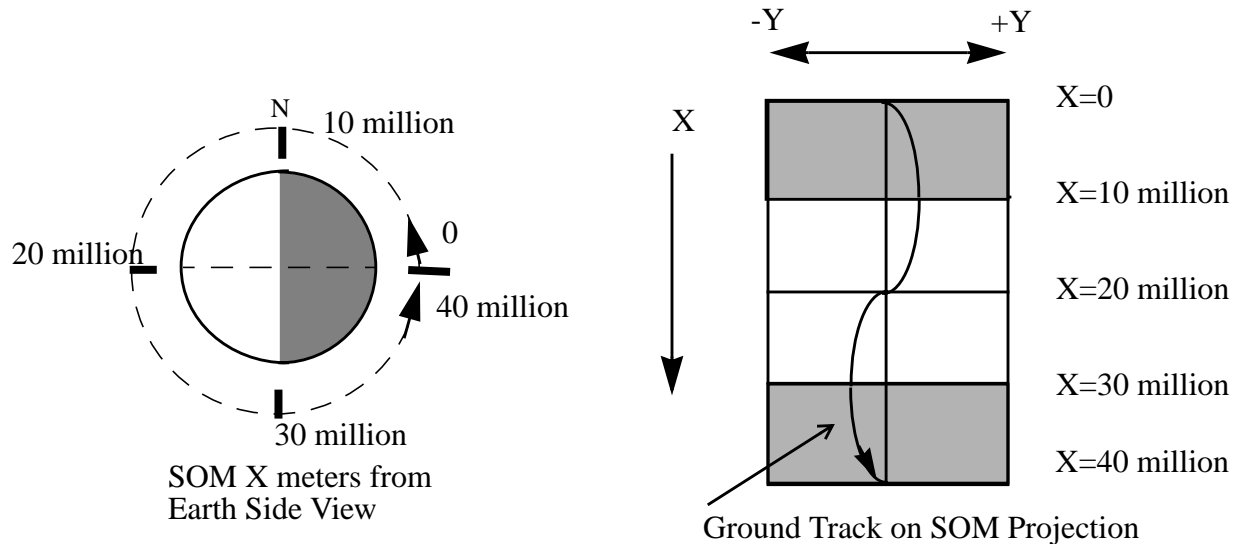 N
10 million
0
20 million
40 million
30 million
SOM X meters from
Earth Side View
-Y
+Y
X
X=0
X=10 million
X=20 million
X=30 million
X=40 million
Ground Track on SOM Projection